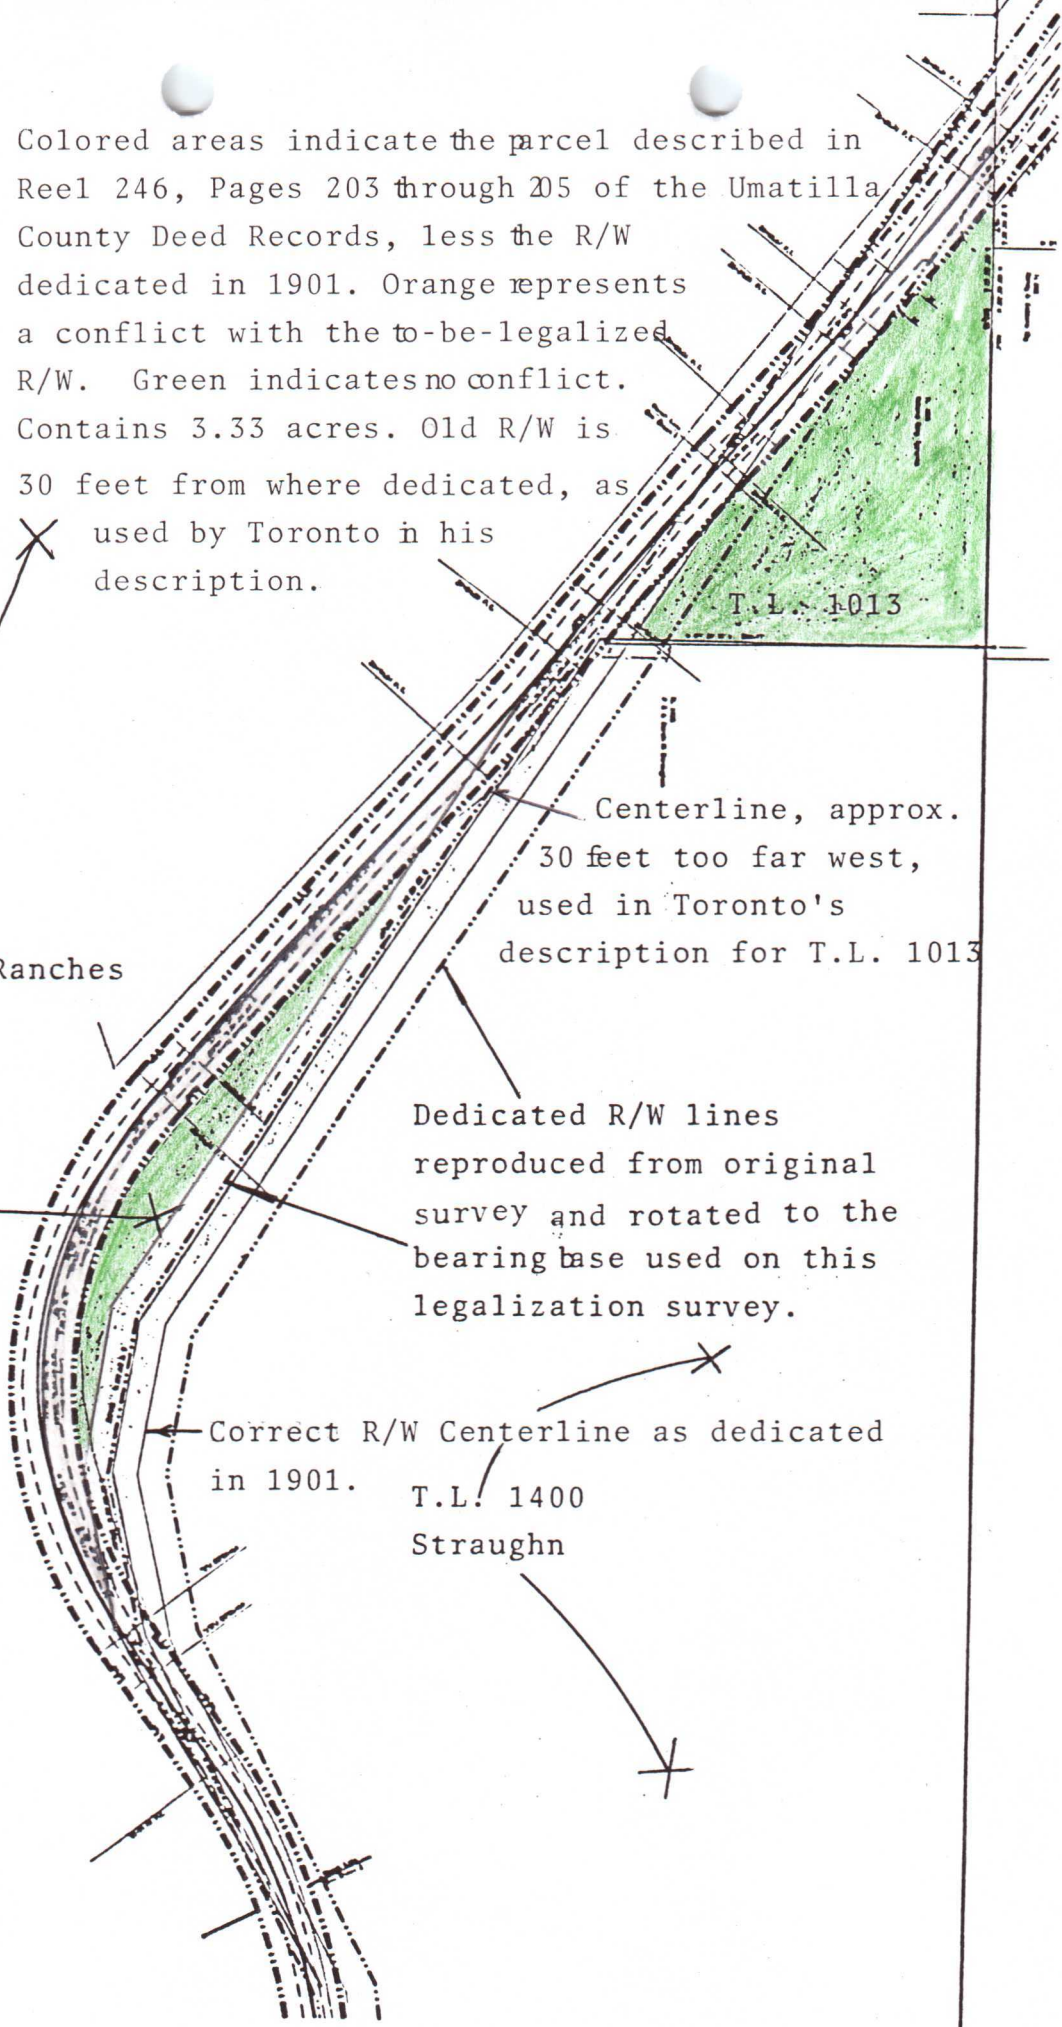 Colored areas indicate the parcel described in
Reel 246, Pages 203 through 205 of the Umatilla
County Deed Records, less the R/W
dedicated in 1901. Orange represents
a conflict with the to-be-legalized
R/W. Green indicates no conflict.
Contains 3.33 acres. Old R/W is
30 feet from where dedicated, as
used by Toronto in his
description.
T.L. 1013
Centerline, approx.
30 feet too far west,
used in Toronto's
description for T.L. 1013
Ranches
Dedicated R/W lines
reproduced from original
survey and rotated to the
bearing base used on this
legalization survey.
Correct R/W Centerline as dedicated
in 1901.
T.L. 1400
Straughn